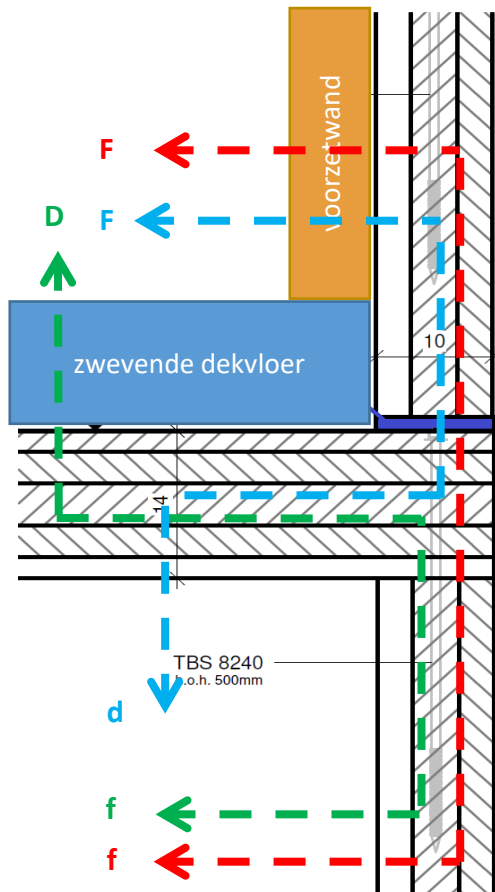 voorzetwand
F
D F
10
zwevende dekvloer
14
TBS 8240
h.o.h. 500mm
d
f
f